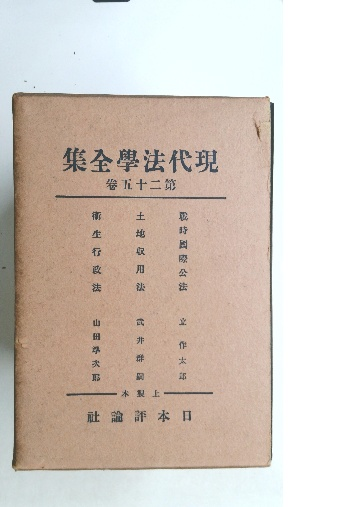 現代法學全集
第二十五卷
戰時國際公法 立作太郎
土地収用法 武井群嗣
衛生行政法 山田準次郎
上製本
日本評論社